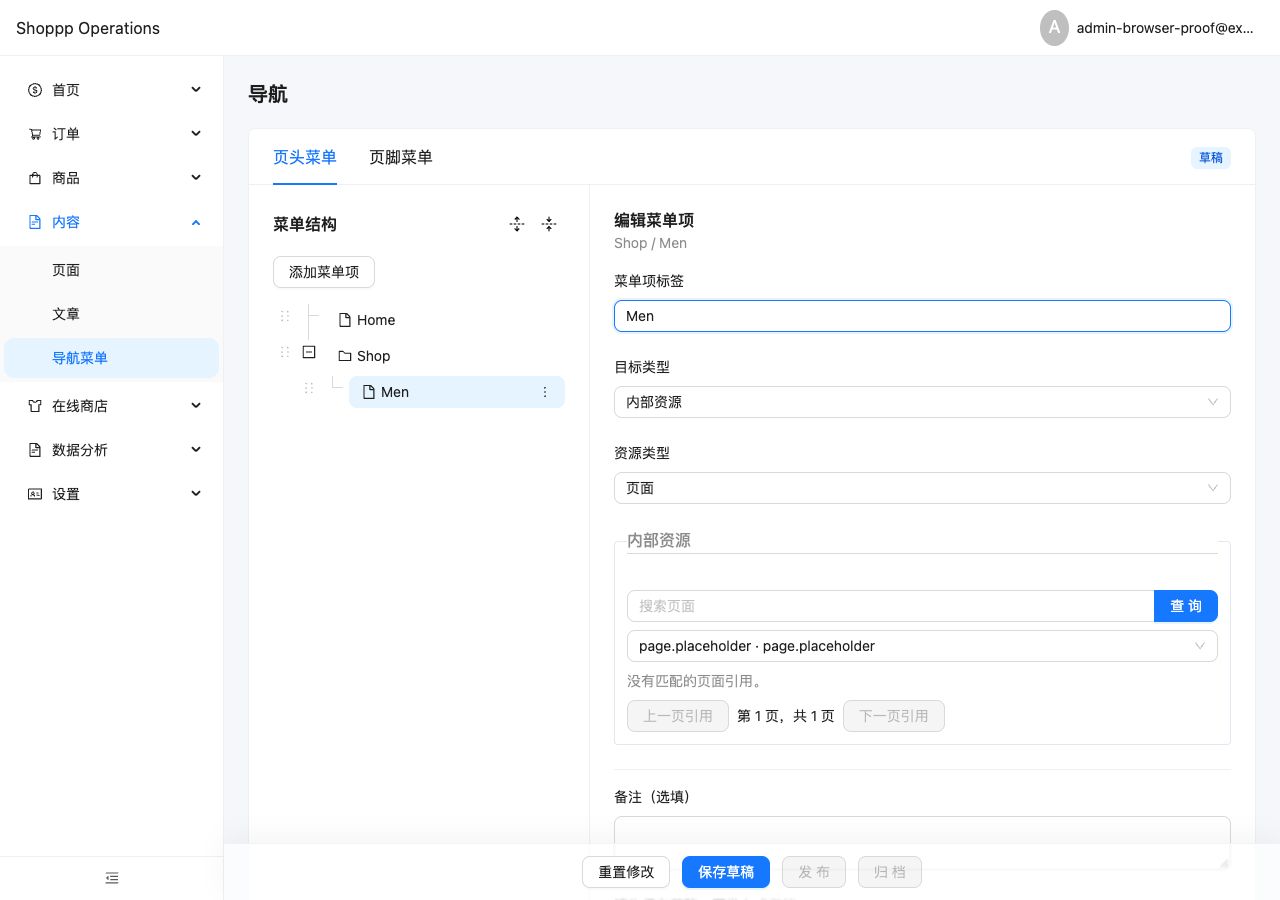 Shoppp Operations
A
admin-browser-proof@ex...
首页
订单
商品
内容
页面
文章
导航菜单
在线商店
数据分析
设置
导航
页头菜单
页脚菜单
草稿
菜单结构
添加菜单项
Home
Shop
Men
编辑菜单项
Shop / Men
菜单项标签
Men
目标类型
内部资源
资源类型
页面
内部资源
搜索页面
查 询
page.placeholder · page.placeholder
没有匹配的页面引用。
上一页引用
第 1 页，共 1 页
下一页引用
备注（选填）
重置修改
保存草稿
发 布
归 档